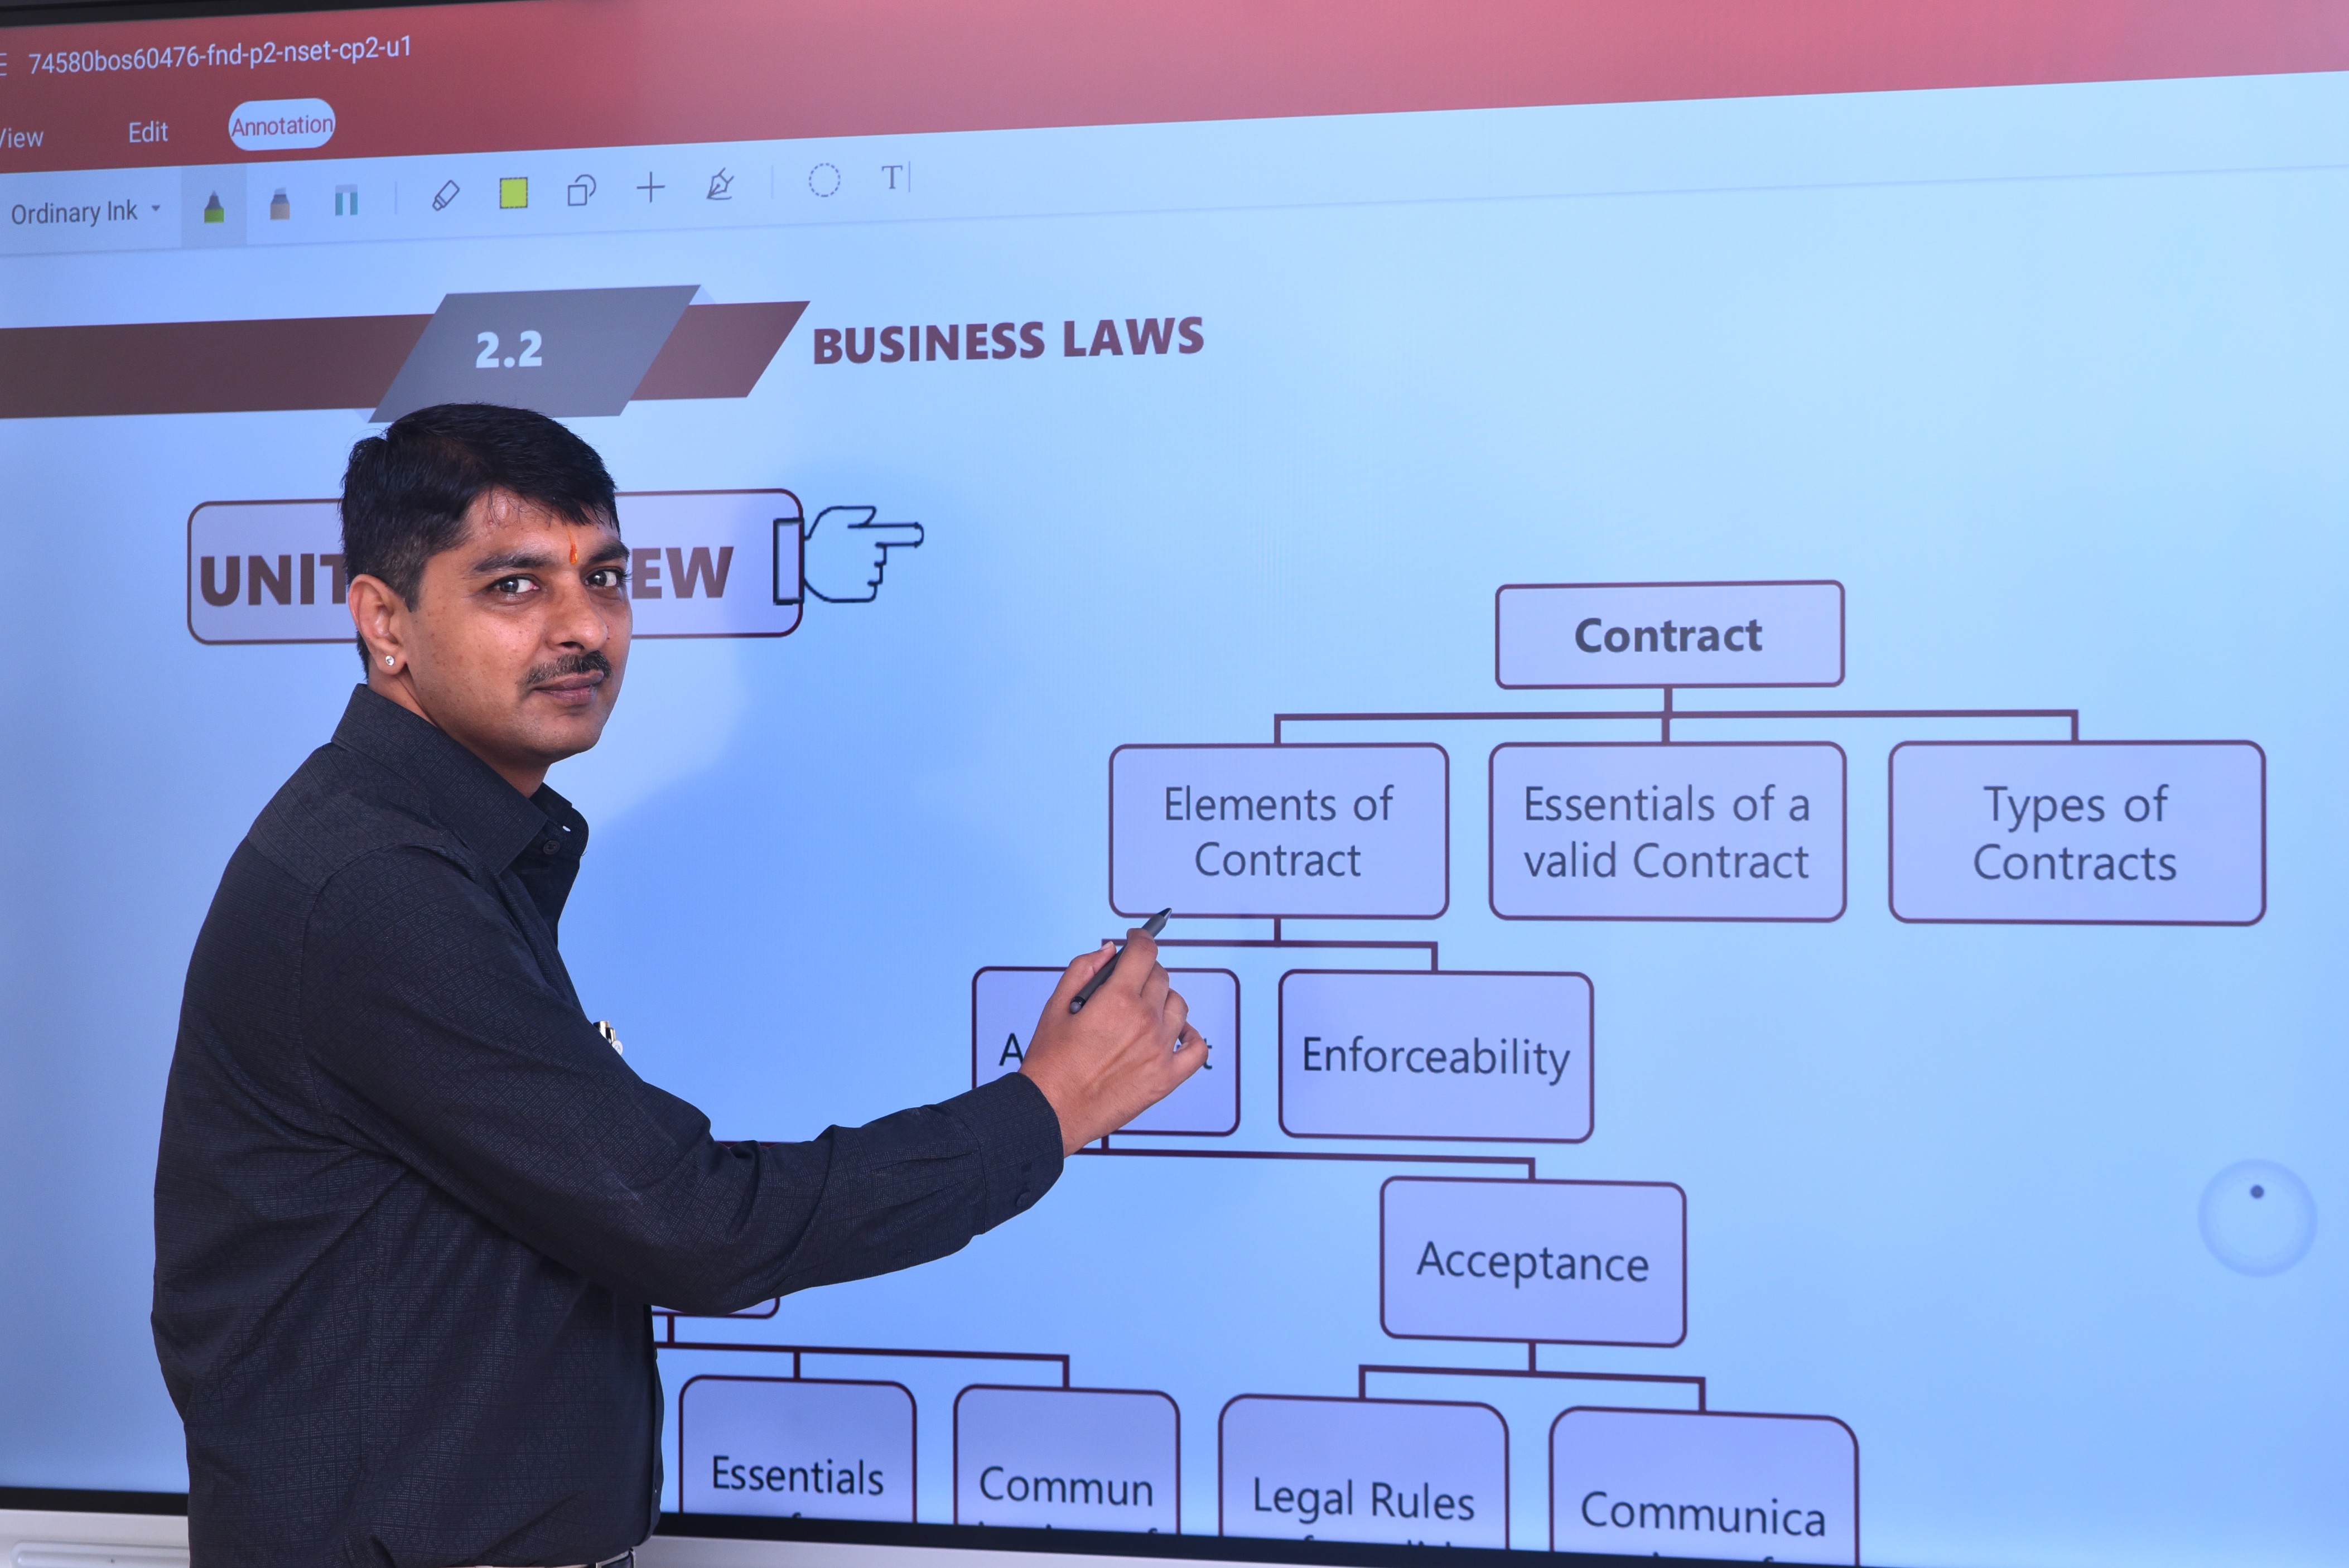 74580bos60476-fnd-p2-nset-cp2-u1
View
Edit
Annotation
Ordinary Ink
T
2.2
BUSINESS LAWS
UNIT
EW
Contract
Elements of
Contract
Essentials of a
valid Contract
Types of
Contracts
A
t
Enforceability
Acceptance
Essentials
Commun
Legal Rules
Communica